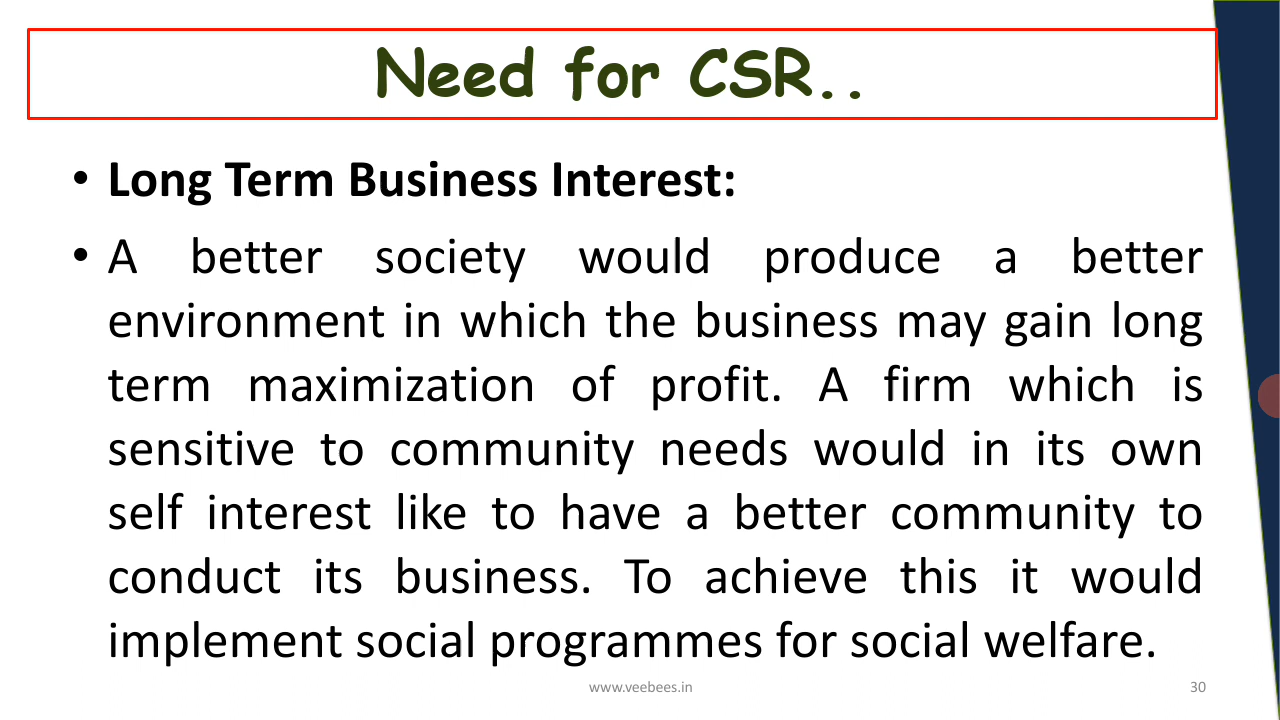 Need for CSR..
• Long Term Business Interest:
• A better society would produce a better
environment in which the business may gain long
term maximization of profit. A firm which is
sensitive to community needs would in its own
self interest like to have a better community to
conduct its business. To achieve this it would
implement social programmes for social welfare.
www.veebees.in
30